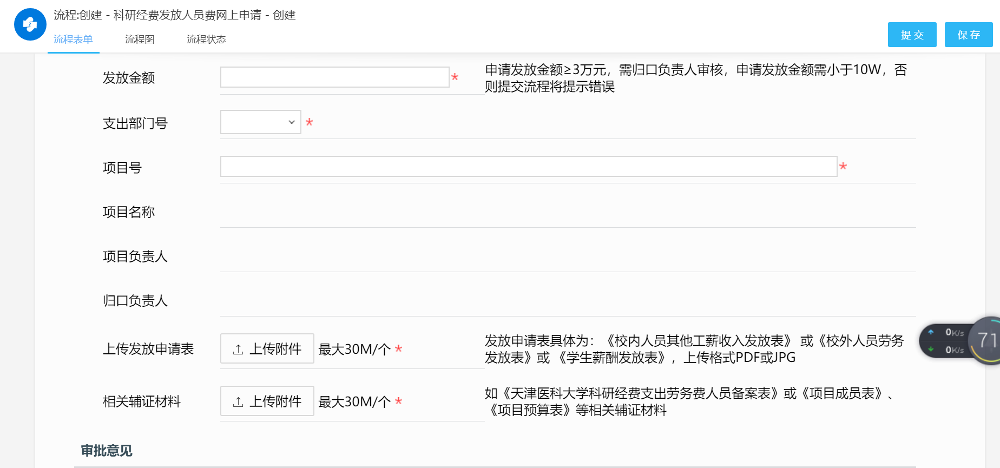 流程:创建 - 科研经费发放人员费网上申请 - 创建
流程表单 流程图 流程状态
提 交 保 存
发放金额 * 申请发放金额≥3万元，需归口负责人审核，申请发放金额需小于10W，否
则提交流程将提示错误
支出部门号 *
项目号 *
项目名称
项目负责人
归口负责人
0K/s
0K/s
71
上传发放申请表 上传附件 最大30M/个 * 发放申请表具体为：《校内人员其他工薪收入发放表》 或《校外人员劳务
发放表》或 《学生薪酬发放表》，上传格式PDF或JPG
相关辅证材料 上传附件 最大30M/个 * 如《天津医科大学科研经费支出劳务费人员备案表》或《项目成员表》、
《项目预算表》等相关辅证材料
审批意见